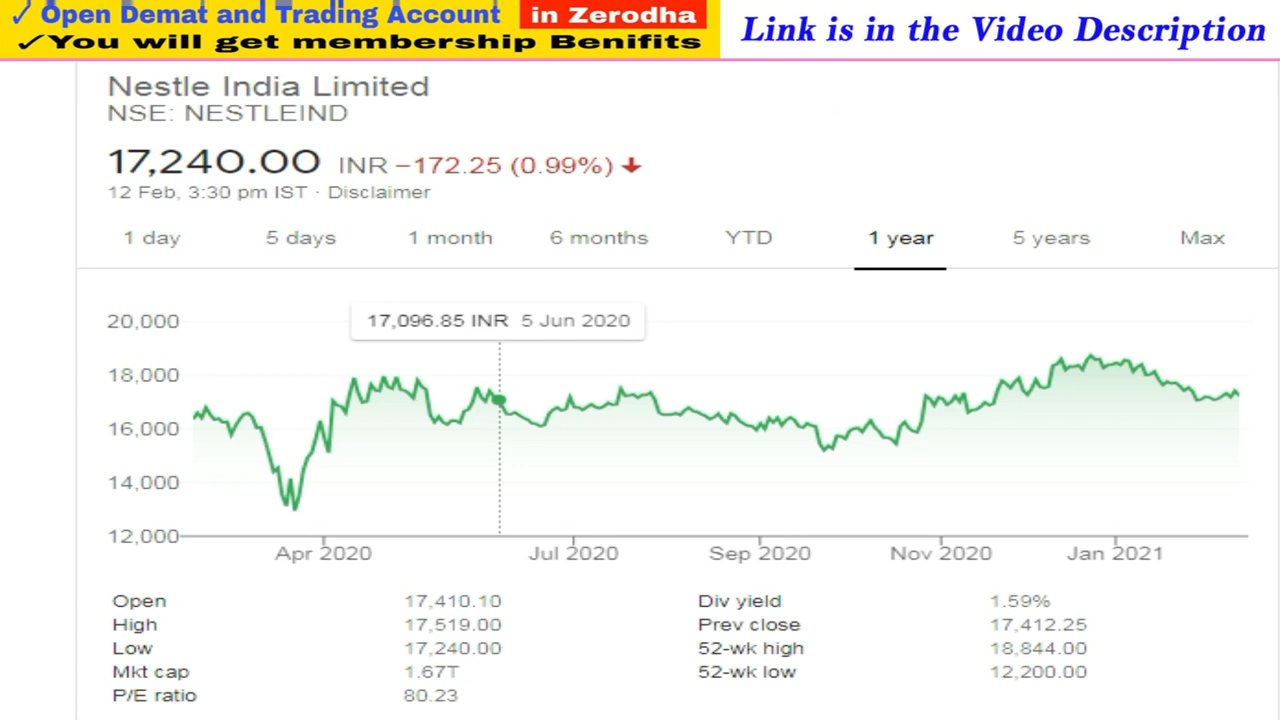 ✓ Open Demat and Trading Account in Zerodha
✓You will get membership Benifits
Link is in the Video Description
Nestle India Limited
NSE: NESTLEIND
17,240.00 INR −172.25 (0.99%) ↓
12 Feb, 3:30 pm IST · Disclaimer
1 day 5 days 1 month 6 months YTD 1 year 5 years Max
17,096.85 INR 5 Jun 2020
20,000
18,000
16,000
14,000
12,000
Apr 2020 Jul 2020 Sep 2020 Nov 2020 Jan 2021
Open 17,410.10 Div yield 1.59%
High 17,519.00 Prev close 17,412.25
Low 17,240.00 52-wk high 18,844.00
Mkt cap 1.67T 52-wk low 12,200.00
P/E ratio 80.23